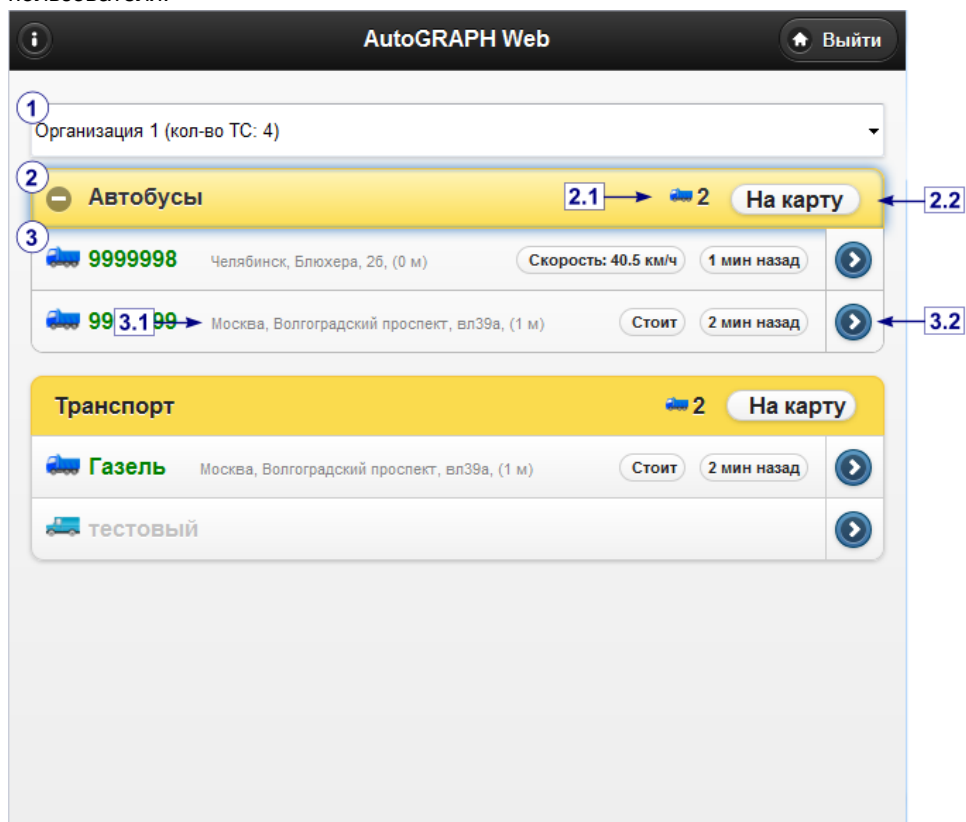 AutoGRAPH Web Выйти
1
Организация 1 (кол-во ТС: 4)
2
Автобусы 2.1 2 На карту 2.2
3
9999998 Челябинск, Блюхера, 2б, (0 м) Скорость: 40.5 км/ч 1 мин назад
99 3.1 99 Москва, Волгоградский проспект, вл39а, (1 м) Стоит 2 мин назад 3.2
Транспорт 2 На карту
Газель Москва, Волгоградский проспект, вл39а, (1 м) Стоит 2 мин назад
тестовый